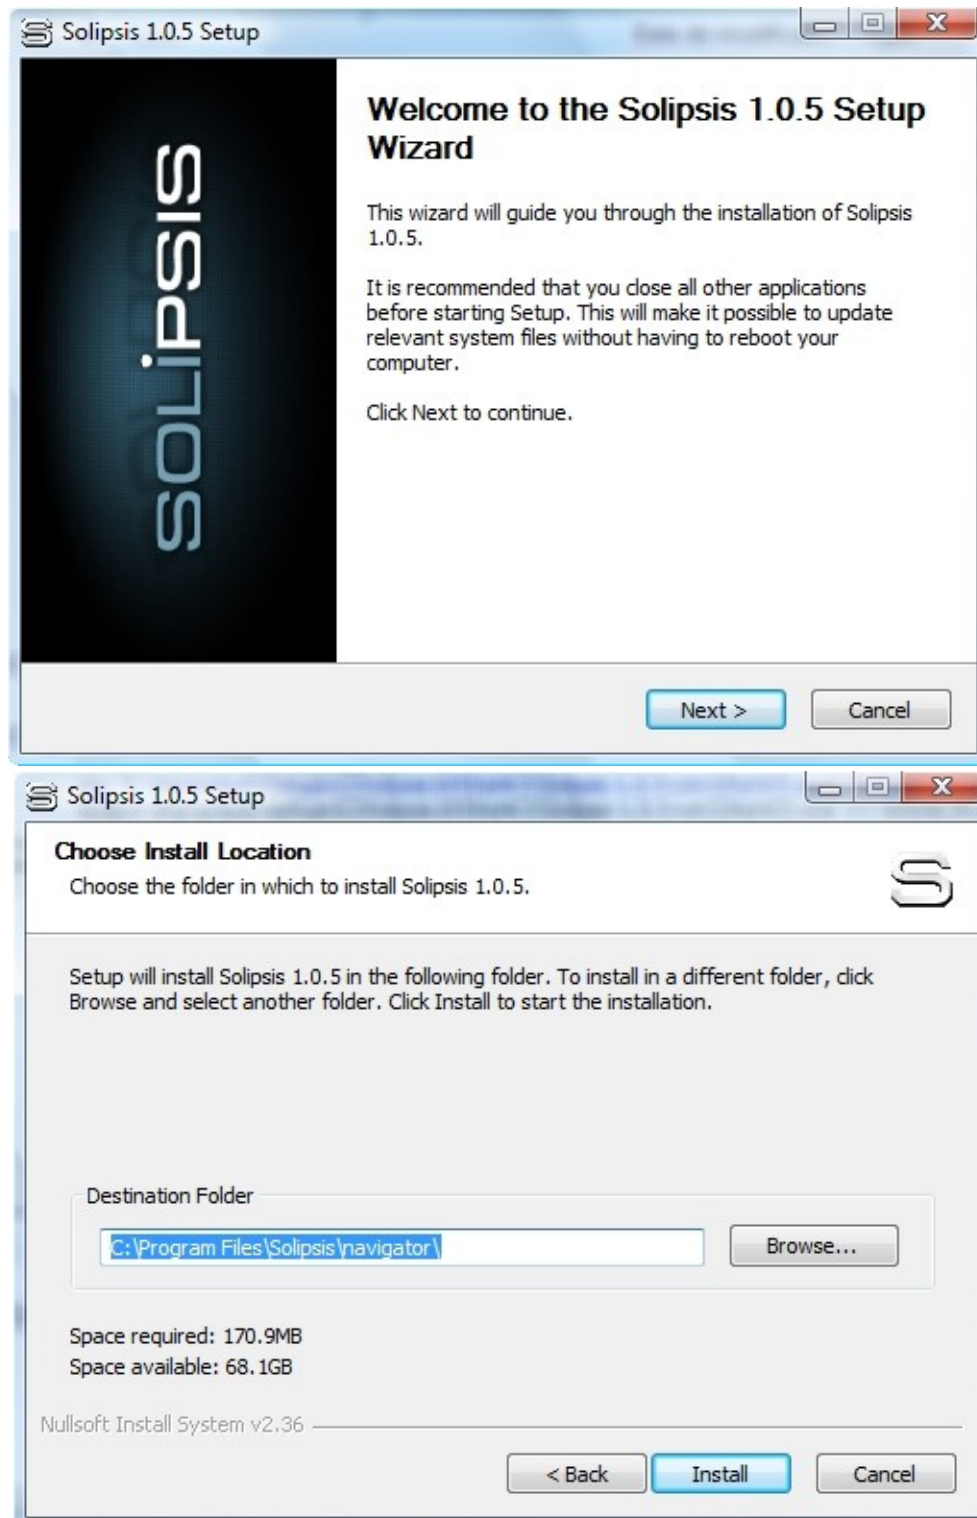 Solipsis 1.0.5 Setup
SOLiPSIS
Welcome to the Solipsis 1.0.5 Setup
Wizard
This wizard will guide you through the installation of Solipsis
1.0.5.
It is recommended that you close all other applications
before starting Setup. This will make it possible to update
relevant system files without having to reboot your
computer.
Click Next to continue.
Next >
Cancel
Solipsis 1.0.5 Setup
Choose Install Location
Choose the folder in which to install Solipsis 1.0.5.
Setup will install Solipsis 1.0.5 in the following folder. To install in a different folder, click
Browse and select another folder. Click Install to start the installation.
Destination Folder
C:\Program Files\Solipsis\navigator\
Browse...
Space required: 170.9MB
Space available: 68.1GB
Nullsoft Install System v2.36
< Back
Install
Cancel